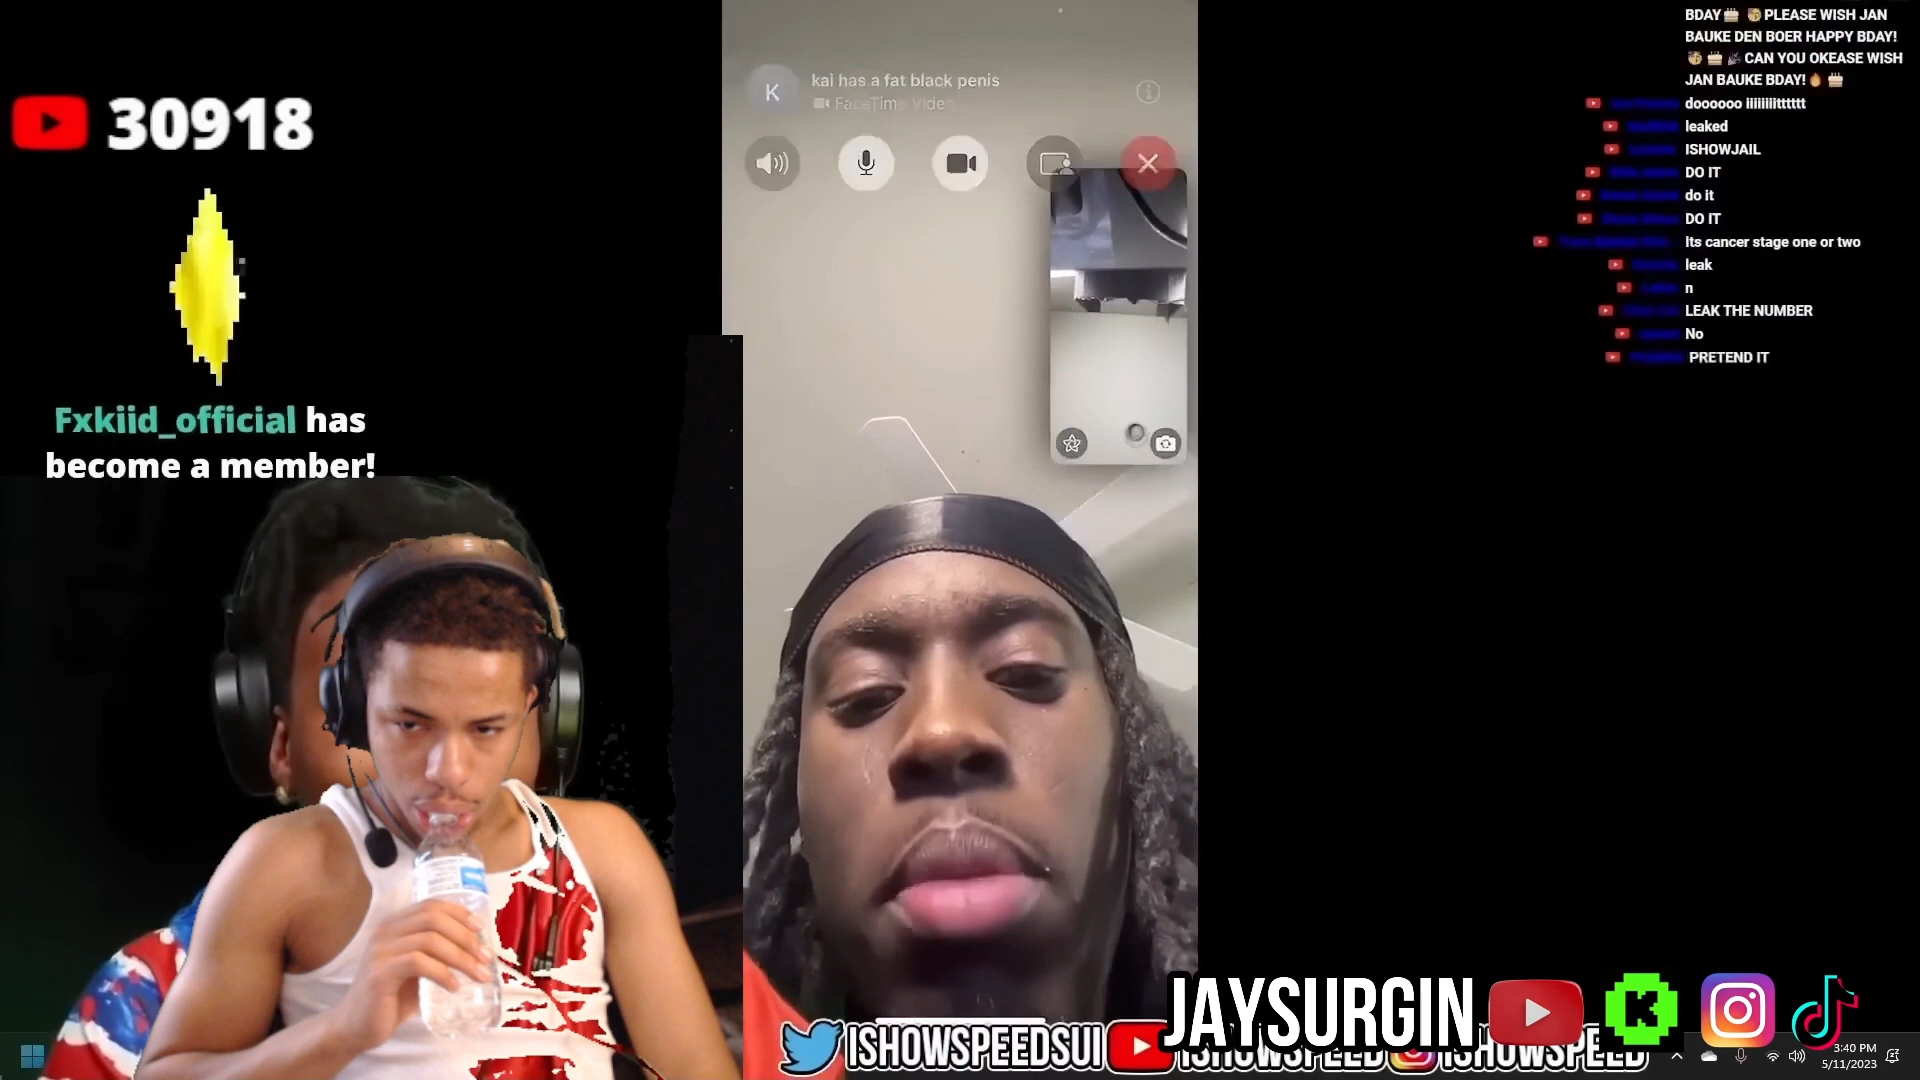 30918
Fxkiid_official has
become a member!
K
kai has a fat black penis
FaceTime Video
BDAY🎂 🥳PLEASE WISH JAN
BAUKE DEN BOER HAPPY BDAY!
🥳🎂🎉CAN YOU OKEASE WISH
JAN BAUKE BDAY!🔥🎂
doooooo iiiiiiiitttttt
leaked
ISHOWJAIL
DO IT
do it
DO IT
Its cancer stage one or two
leak
n
LEAK THE NUMBER
No
PRETEND IT
JAYSURGIN
K
ISHOWSPEEDSUI
ISHOWSPEED
ISHOWSPEED
3:40 PM
5/11/2023